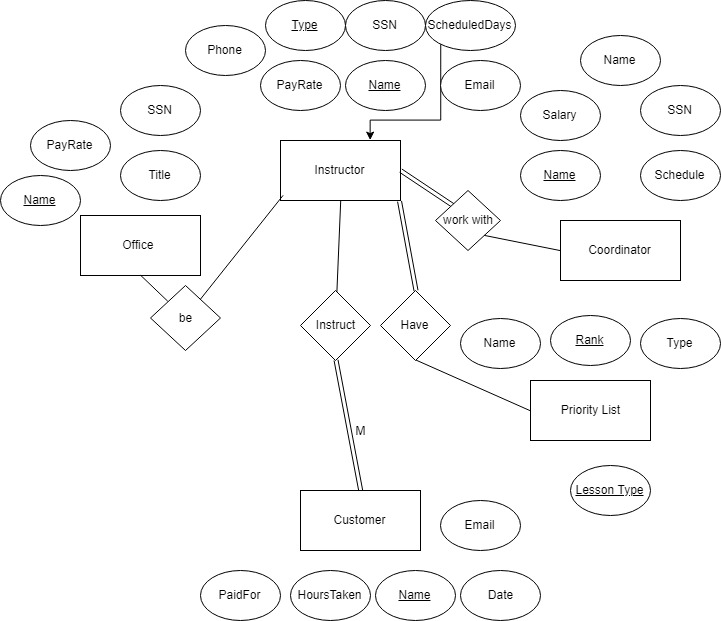 Type
SSN
ScheduledDays
Phone
Name
PayRate
Name
Email
SSN
Salary
SSN
PayRate
Title
Name
Schedule
Name
Instructor
work with
Office
Coordinator
be
Instruct
Have
Name
Rank
Type
Priority List
M
Lesson Type
Customer
Email
PaidFor
HoursTaken
Name
Date